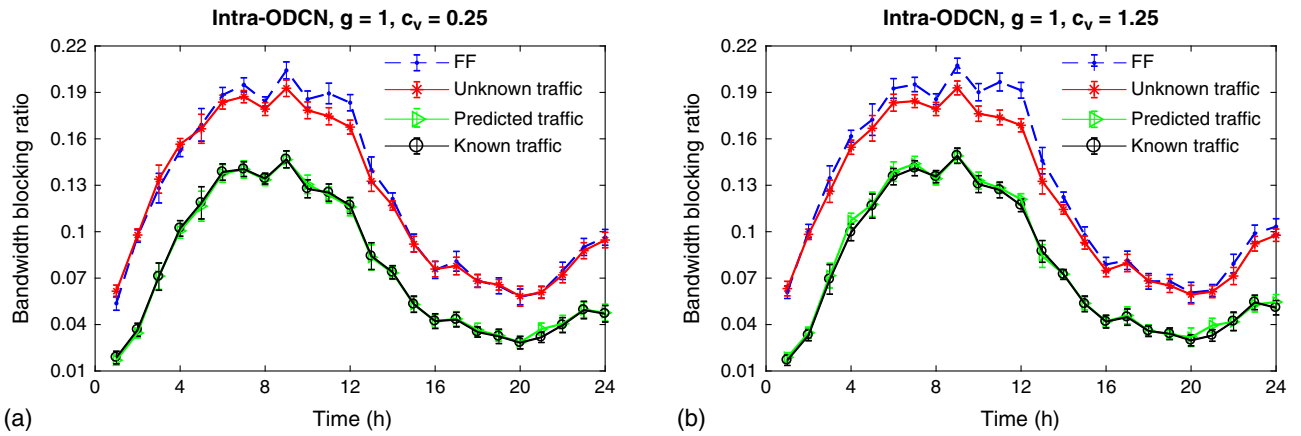 Intra-ODCN, g = 1, c_v = 0.25
Bandwidth blocking ratio
0.22
0.19
0.16
0.13
0.1
0.07
0.04
0.01
FF
Unknown traffic
Predicted traffic
Known traffic
0 4 8 12 16 20 24
Time (h)
(a)
Intra-ODCN, g = 1, c_v = 1.25
Bandwidth blocking ratio
0.22
0.19
0.16
0.13
0.1
0.07
0.04
0.01
FF
Unknown traffic
Predicted traffic
Known traffic
0 4 8 12 16 20 24
Time (h)
(b)